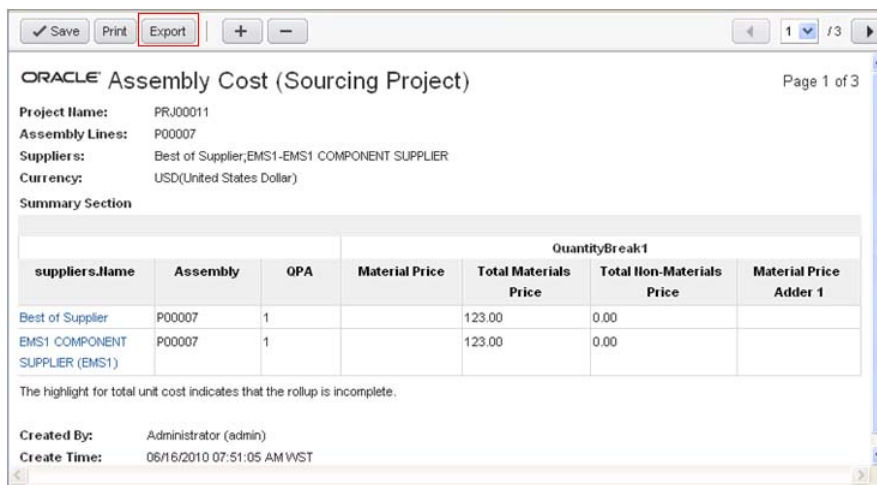 Save Print Export + −
1 /3
ORACLE Assembly Cost (Sourcing Project)
Page 1 of 3
Project Name: PRJ00011
Assembly Lines: P00007
Suppliers: Best of Supplier;EMS1-EMS1 COMPONENT SUPPLIER
Currency: USD(United States Dollar)
Summary Section
QuantityBreak1
suppliers.Name Assembly QPA Material Price Total Materials Total Non-Materials Material Price
Price Price Adder 1
Best of Supplier P00007 1 123.00 0.00
EMS1 COMPONENT P00007 1 123.00 0.00
SUPPLIER (EMS1)
The highlight for total unit cost indicates that the rollup is incomplete.
Created By: Administrator (admin)
Create Time: 06/16/2010 07:51:05 AM WST